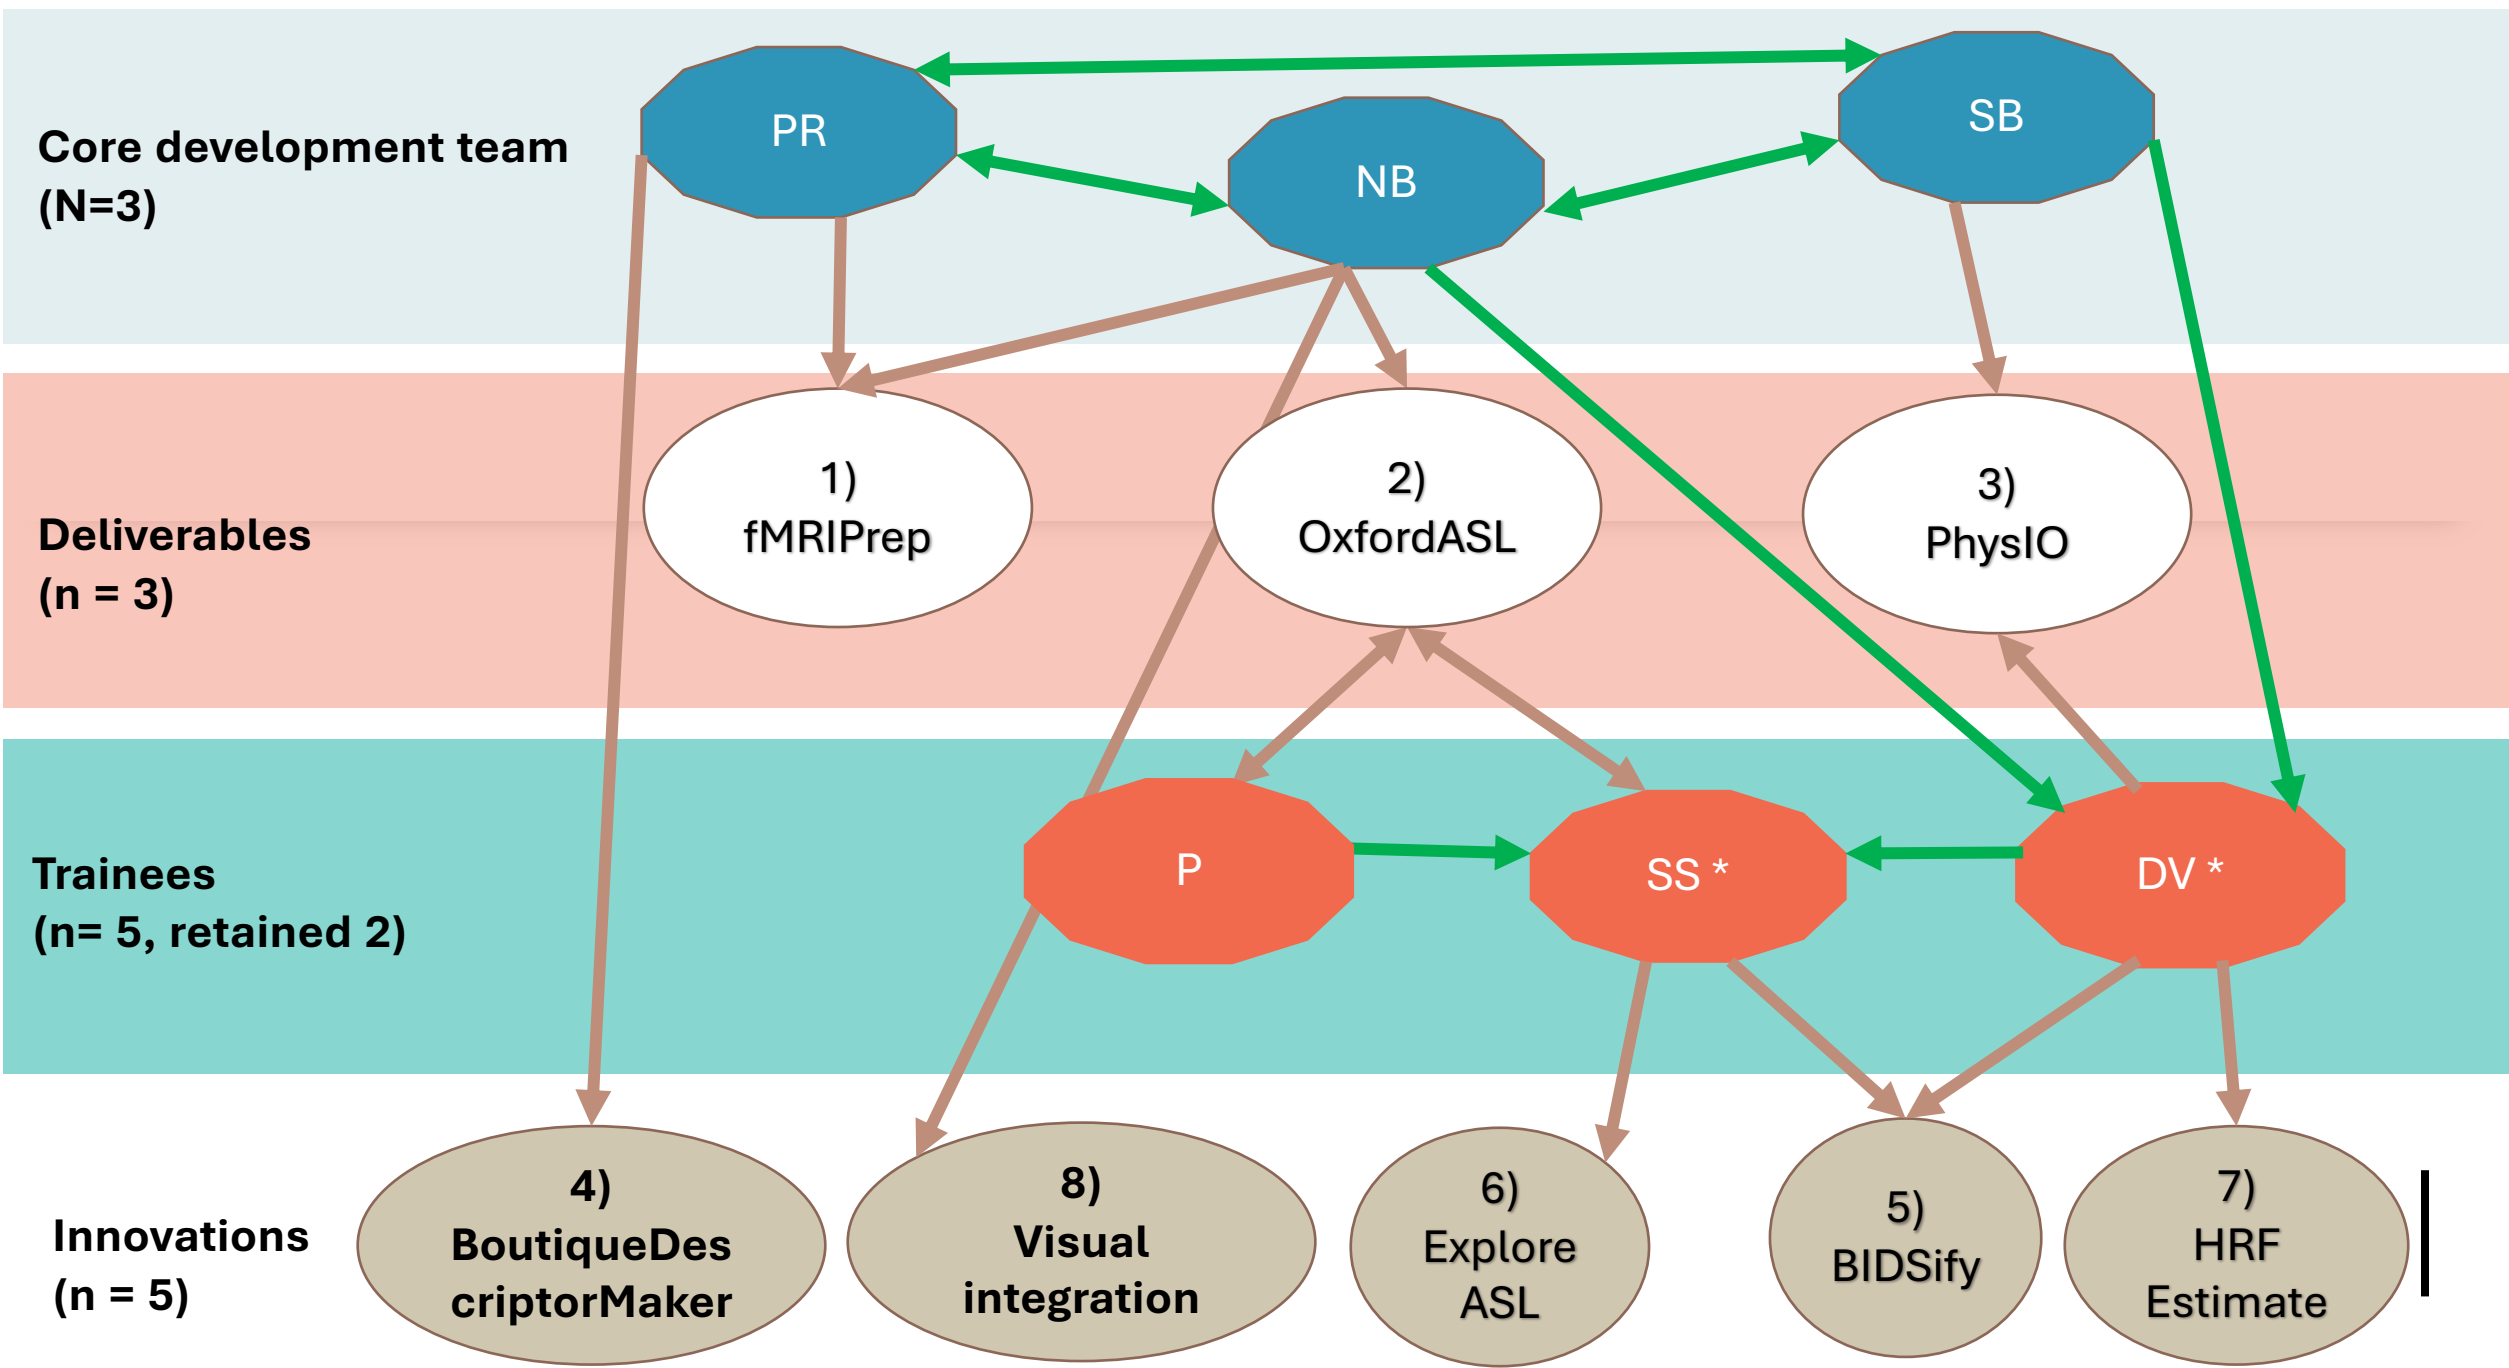 Core development team
(N=3)
PR
NB
SB
Deliverables
(n = 3)
1)
fMRIPrep
2)
OxfordASL
3)
PhysIO
Trainees
(n= 5, retained 2)
P
SS *
DV *
Innovations
(n = 5)
4)
BoutiqueDes
criptorMaker
8)
Visual
integration
6)
Explore
ASL
5)
BIDSify
7)
HRF
Estimate